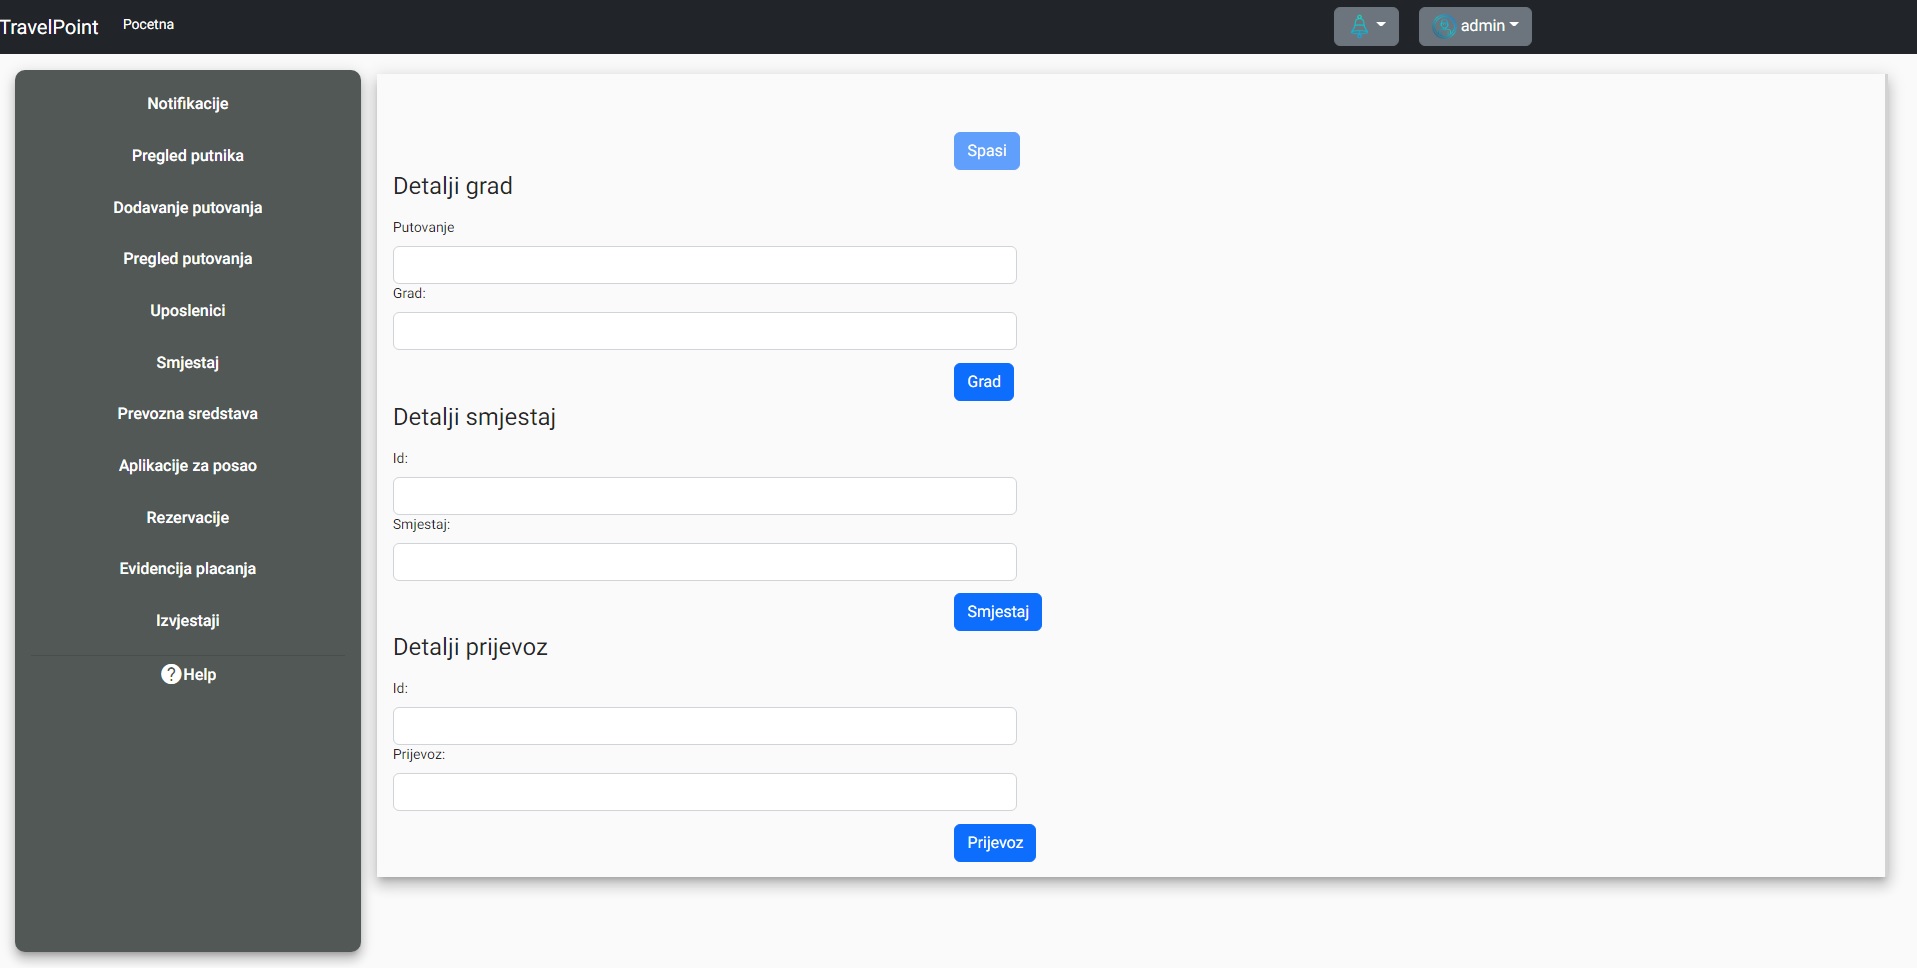 TravelPoint Pocetna admin
Notifikacije
Pregled putnika
Dodavanje putovanja
Pregled putovanja
Uposlenici
Smjestaj
Prevozna sredstava
Aplikacije za posao
Rezervacije
Evidencija placanja
Izvjestaji
? Help
Spasi
Detalji grad
Putovanje
Grad:
Grad
Detalji smjestaj
Id:
Smjestaj:
Smjestaj
Detalji prijevoz
Id:
Prijevoz:
Prijevoz